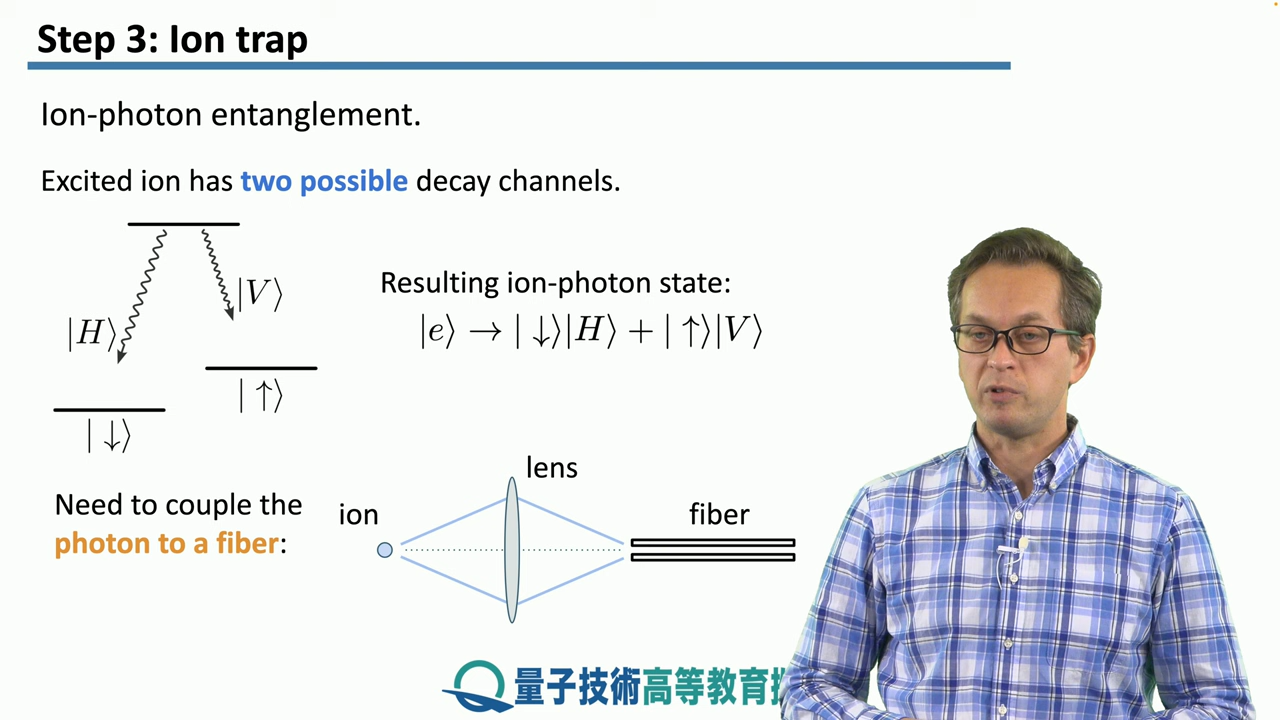 Step 3: Ion trap
Ion-photon entanglement.
Excited ion has two possible decay channels.
|H⟩
|V⟩
|↑⟩
|↓⟩
Resulting ion-photon state:
|e⟩ → |↓⟩|H⟩ + |↑⟩|V⟩
Need to couple the
photon to a fiber:
ion
lens
fiber
量子技術高等教育